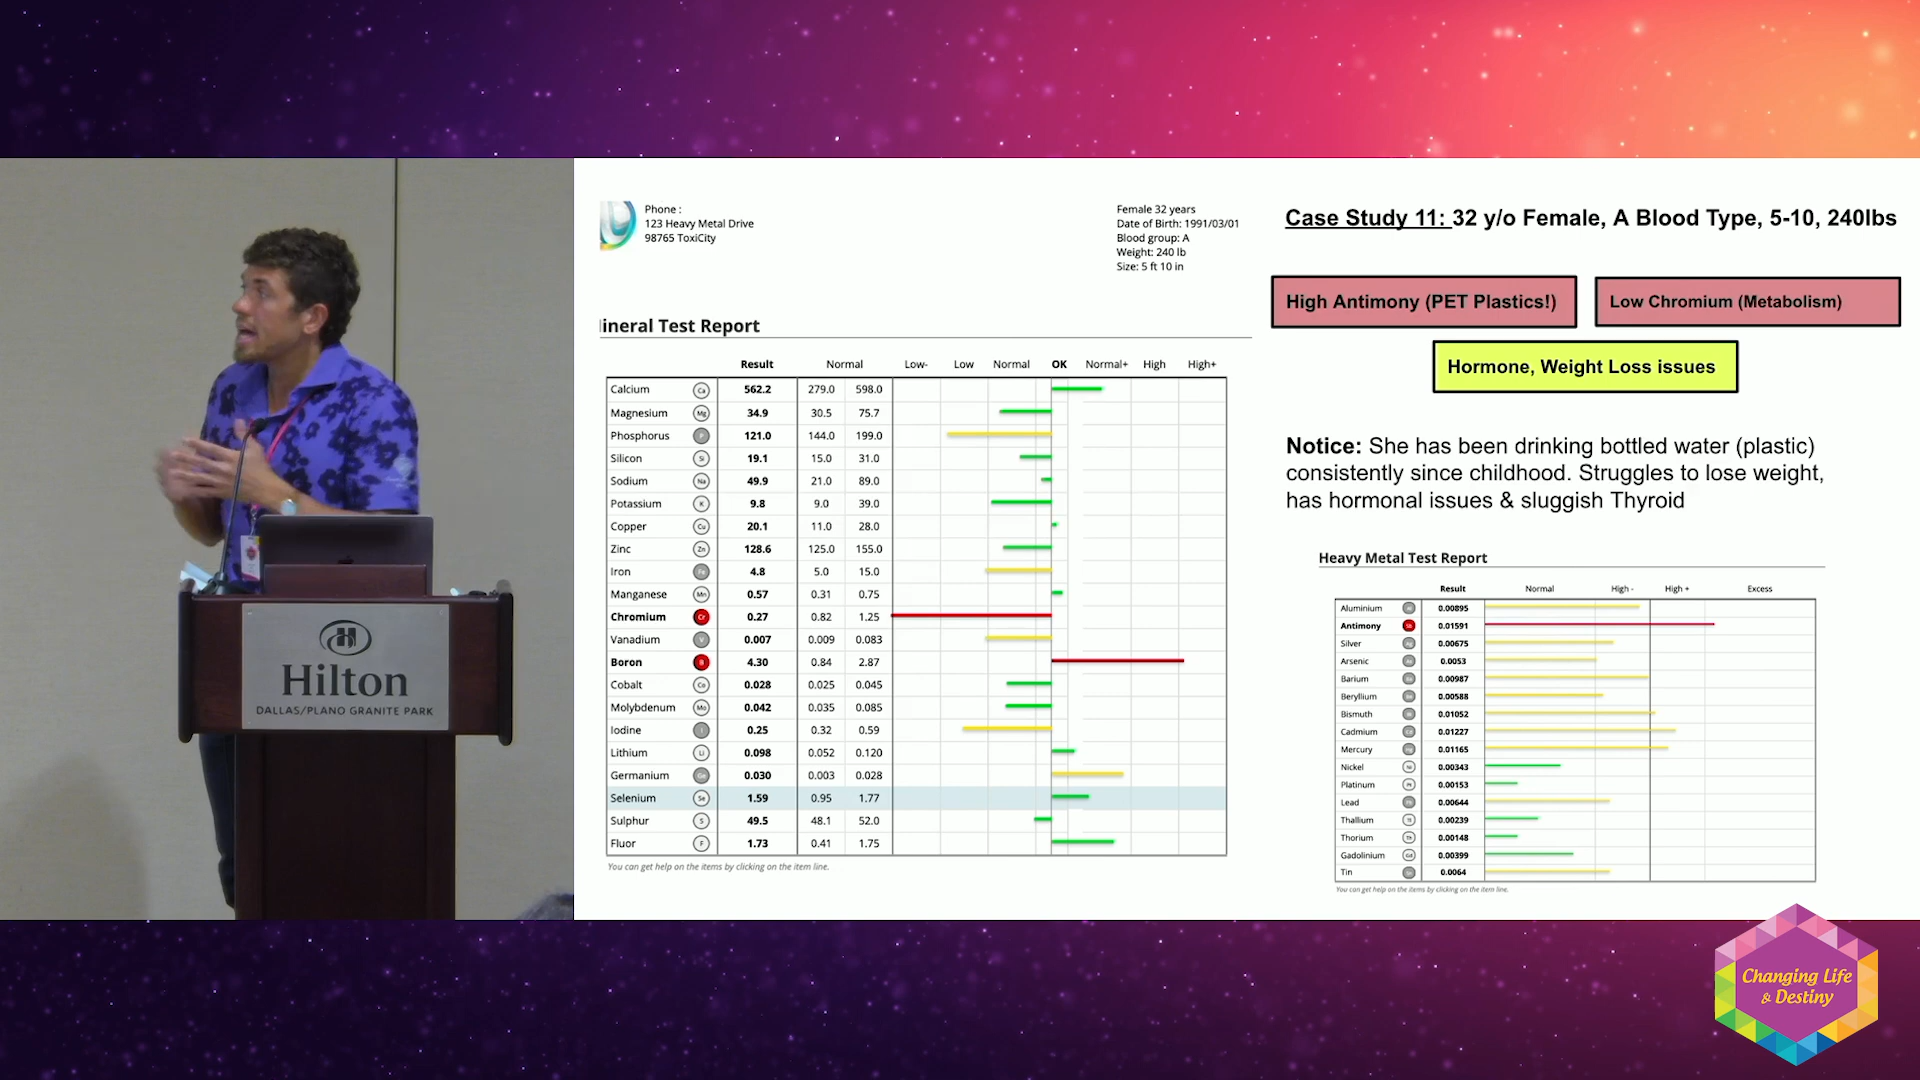 Phone :
123 Heavy Metal Drive
98765 ToxiCity
Female 32 years
Date of Birth: 1991/03/01
Blood group: A
Weight: 240 lb
Size: 5 ft 10 in
ineral Test Report
Result Normal Low- Low Normal OK Normal+ High High+
Calcium Ca 562.2 279.0 598.0
Magnesium Mg 34.9 30.5 75.7
Phosphorus P 121.0 144.0 199.0
Silicon Si 19.1 15.0 31.0
Sodium Na 49.9 21.0 89.0
Potassium K 9.8 9.0 39.0
Copper Cu 20.1 11.0 28.0
Zinc Zn 128.6 125.0 155.0
Iron Fe 4.8 5.0 15.0
Manganese Mn 0.57 0.31 0.75
Chromium Cr 0.27 0.82 1.25
Vanadium V 0.007 0.009 0.083
Boron B 4.30 0.84 2.87
Cobalt Co 0.028 0.025 0.045
Molybdenum Mo 0.042 0.035 0.085
Iodine I 0.25 0.32 0.59
Lithium Li 0.098 0.052 0.120
Germanium Ge 0.030 0.003 0.028
Selenium Se 1.59 0.95 1.77
Sulphur S 49.5 48.1 52.0
Fluor F 1.73 0.41 1.75
You can get help on the items by clicking on the item line.
Case Study 11: 32 y/o Female, A Blood Type, 5-10, 240lbs
High Antimony (PET Plastics!)
Low Chromium (Metabolism)
Hormone, Weight Loss issues
Notice: She has been drinking bottled water (plastic)
consistently since childhood. Struggles to lose weight,
has hormonal issues & sluggish Thyroid
Heavy Metal Test Report
Result Normal High - High + Excess
Aluminium Al 0.00895
Antimony Sb 0.01591
Silver Ag 0.00675
Arsenic As 0.0053
Barium Ba 0.00987
Beryllium Be 0.00588
Bismuth Bi 0.01052
Cadmium Cd 0.01227
Mercury Hg 0.01165
Nickel Ni 0.00343
Platinum Pt 0.00153
Lead Pb 0.00644
Thallium Tl 0.00239
Thorium Th 0.00148
Gadolinium Gd 0.00399
Tin 0.0064
You can get help on the items by clicking on the item line.
Hilton
DALLAS/PLANO GRANITE PARK
Changing Life
& Destiny